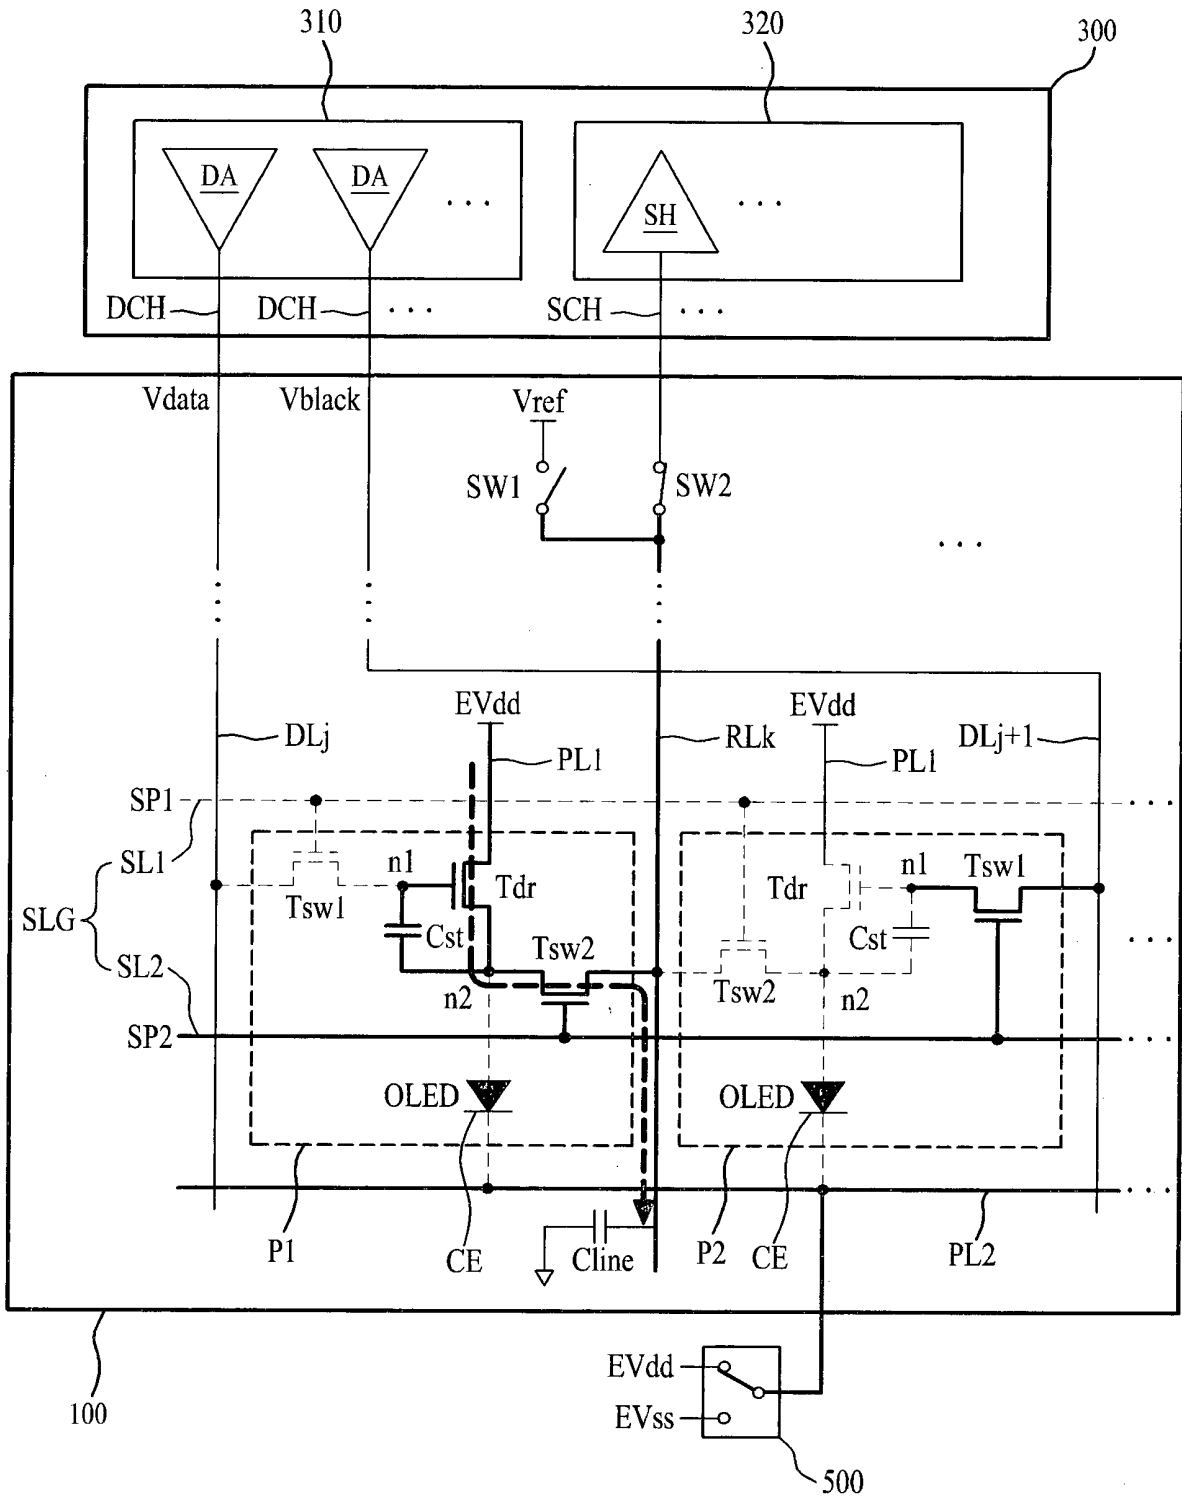 310
320
300
DA
DA
. . .
SH
. . .
DCH
DCH
. . .
SCH
. . .
Vdata
Vblack
Vref
SW1
SW2
. . .
EVdd
EVdd
DLj
PL1
RLk
PL1
DLj+1
SP1
. . .
SL1
n1
Tdr
Tsw1
Tdr
n1
Tsw1
SLG
Cst
Tsw2
Cst
. . .
SL2
n2
Tsw2
n2
SP2
. . .
OLED
OLED
. . .
P1
CE
Cline
P2
CE
PL2
EVdd
100
EVss
500